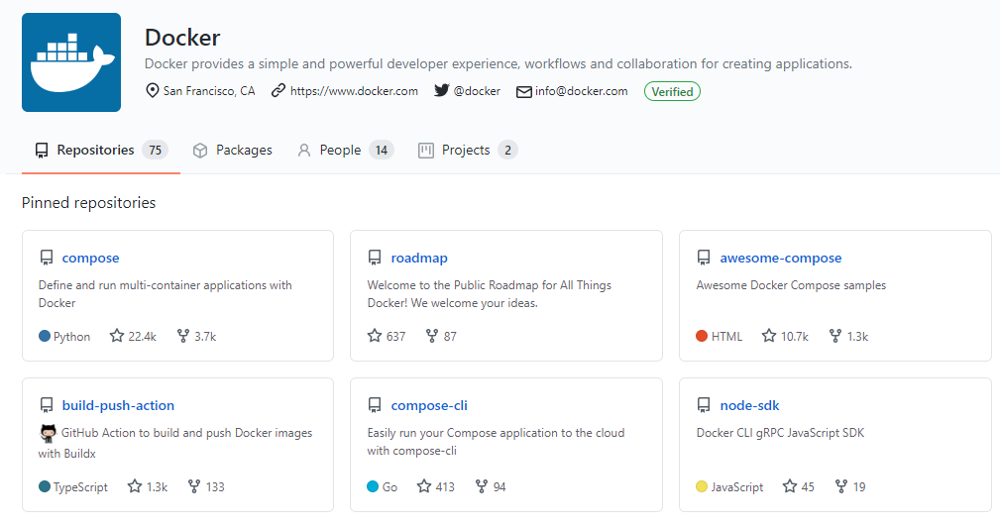 Docker
Docker provides a simple and powerful developer experience, workflows and collaboration for creating applications.
San Francisco, CA https://www.docker.com @docker info@docker.com Verified
Repositories 75 Packages People 14 Projects 2
Pinned repositories
compose
Define and run multi-container applications with
Docker
Python 22.4k 3.7k
roadmap
Welcome to the Public Roadmap for All Things
Docker! We welcome your ideas.
637 87
awesome-compose
Awesome Docker Compose samples
HTML 10.7k 1.3k
build-push-action
GitHub Action to build and push Docker images
with Buildx
TypeScript 1.3k 133
compose-cli
Easily run your Compose application to the cloud
with compose-cli
Go 413 94
node-sdk
Docker CLI gRPC JavaScript SDK
JavaScript 45 19